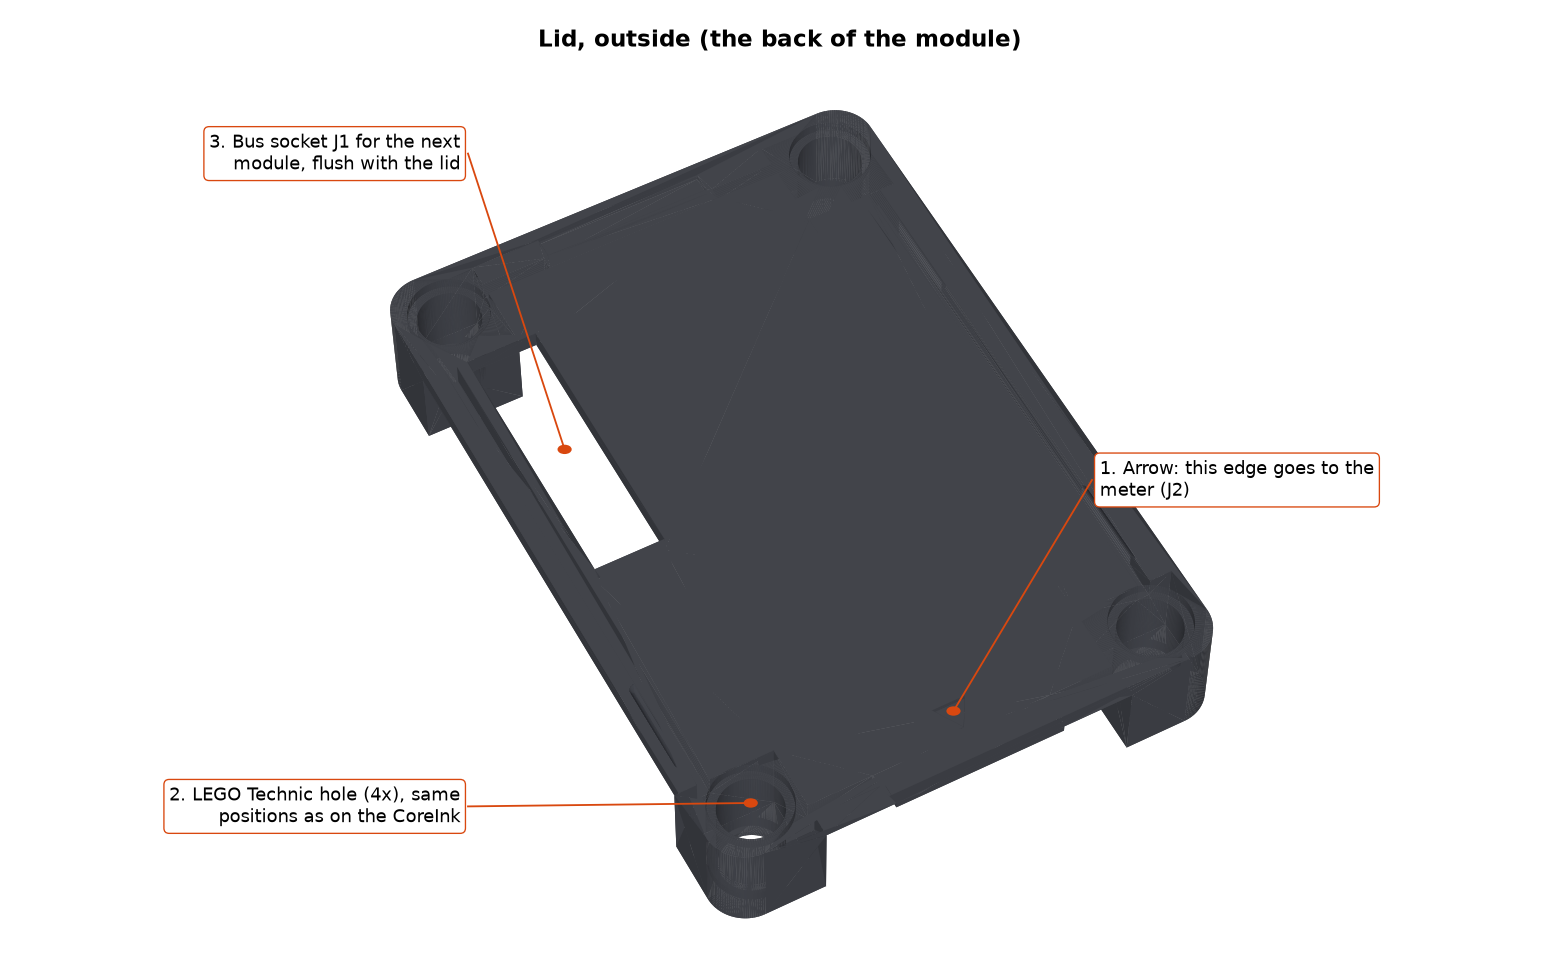 Lid, outside (the back of the module)
3. Bus socket J1 for the next
module, flush with the lid
1. Arrow: this edge goes to the
meter (J2)
2. LEGO Technic hole (4x), same
positions as on the CoreInk